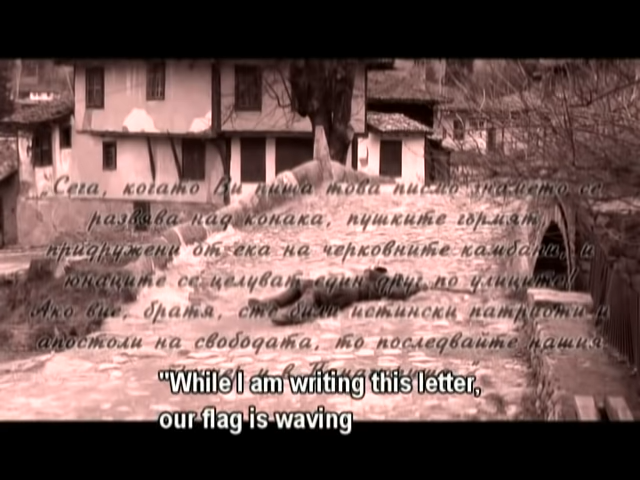 „Сега, когато Ви пиша това писмо знамето се
развява над конака, пушките гърмят,
придружени от ека на черковните камбани, и
юнаците се целуват един друг по улиците!
Ако вие, братя, сте били истински патриоти и
апостоли на свободата, то последвайте нашия
"While I am writing this letter,
our flag is waving